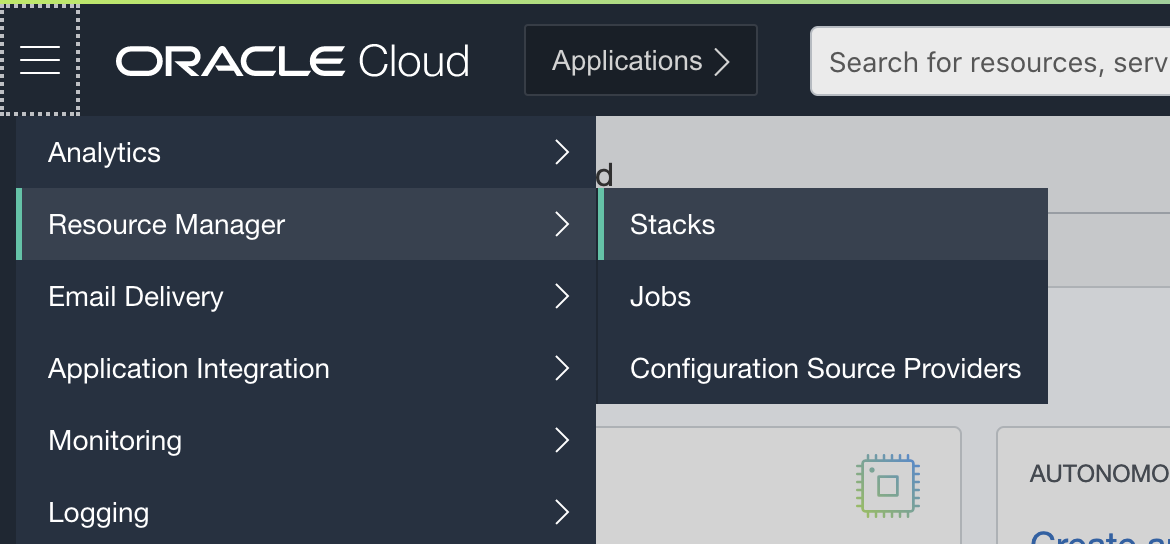 ORACLE Cloud
Applications
Search for resources, serv
Analytics
Resource Manager
Email Delivery
Application Integration
Monitoring
Logging
d
Stacks
Jobs
Configuration Source Providers
AUTONOMO